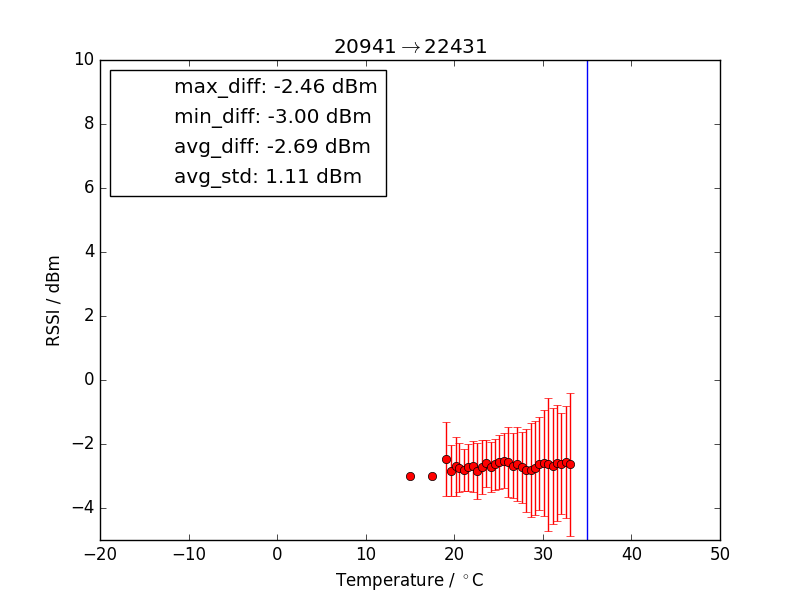 20941→22431
max_diff: -2.46 dBm
min_diff: -3.00 dBm
avg_diff: -2.69 dBm
avg_std: 1.11 dBm
10
8
6
4
2
0
−2
−4
RSSI / dBm
−20 −10 0 10 20 30 40 50
Temperature / °C